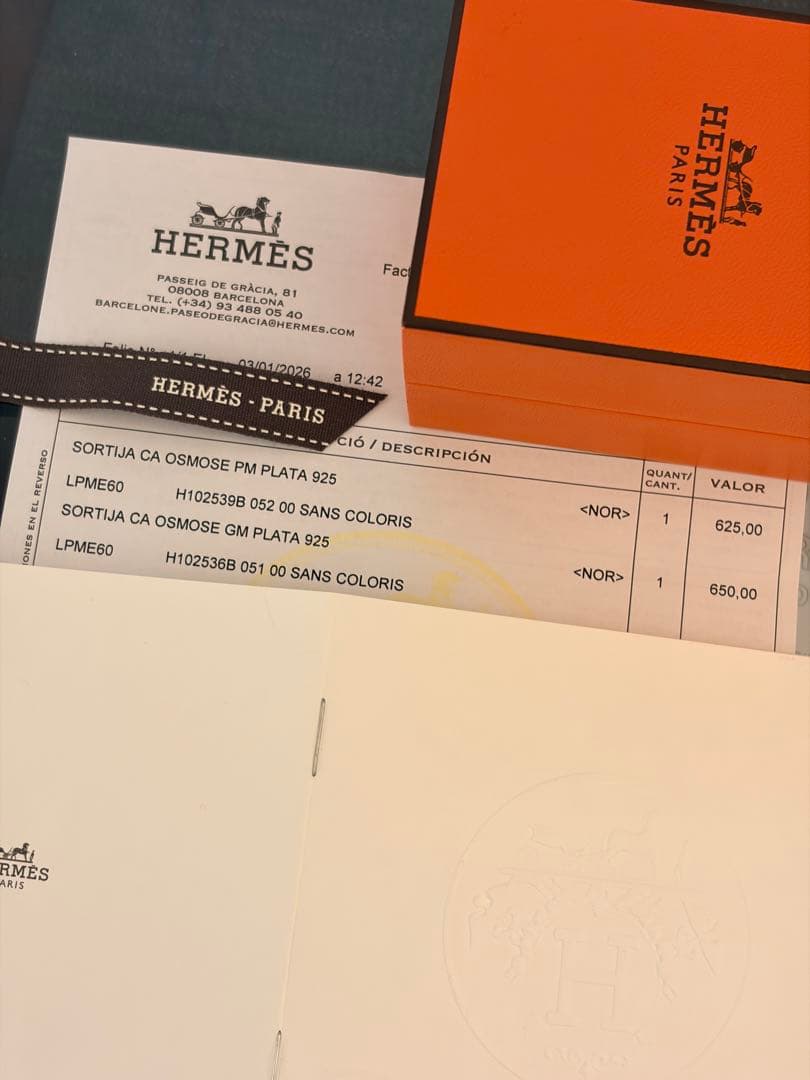 HERMÈS
PARIS
HERMÈS
PASSEIG DE GRÀCIA, 81
08008 BARCELONA
TEL. (+34) 93 488 05 40
BARCELONE.PASEODEGRACIA@HERMES.COM
Fact
03/01/2026 a 12:42
HERMÈS - PARIS
CIÓ / DESCRIPCIÓN
QUANT/
CANT.
VALOR
SORTIJA CA OSMOSE PM PLATA 925
LPME60 H102539B 052 00 SANS COLORIS <NOR> 1 625,00
SORTIJA CA OSMOSE GM PLATA 925
LPME60 H102536B 051 00 SANS COLORIS <NOR> 1 650,00
IONES EN EL REVERSO
RMÈS
ARIS
H